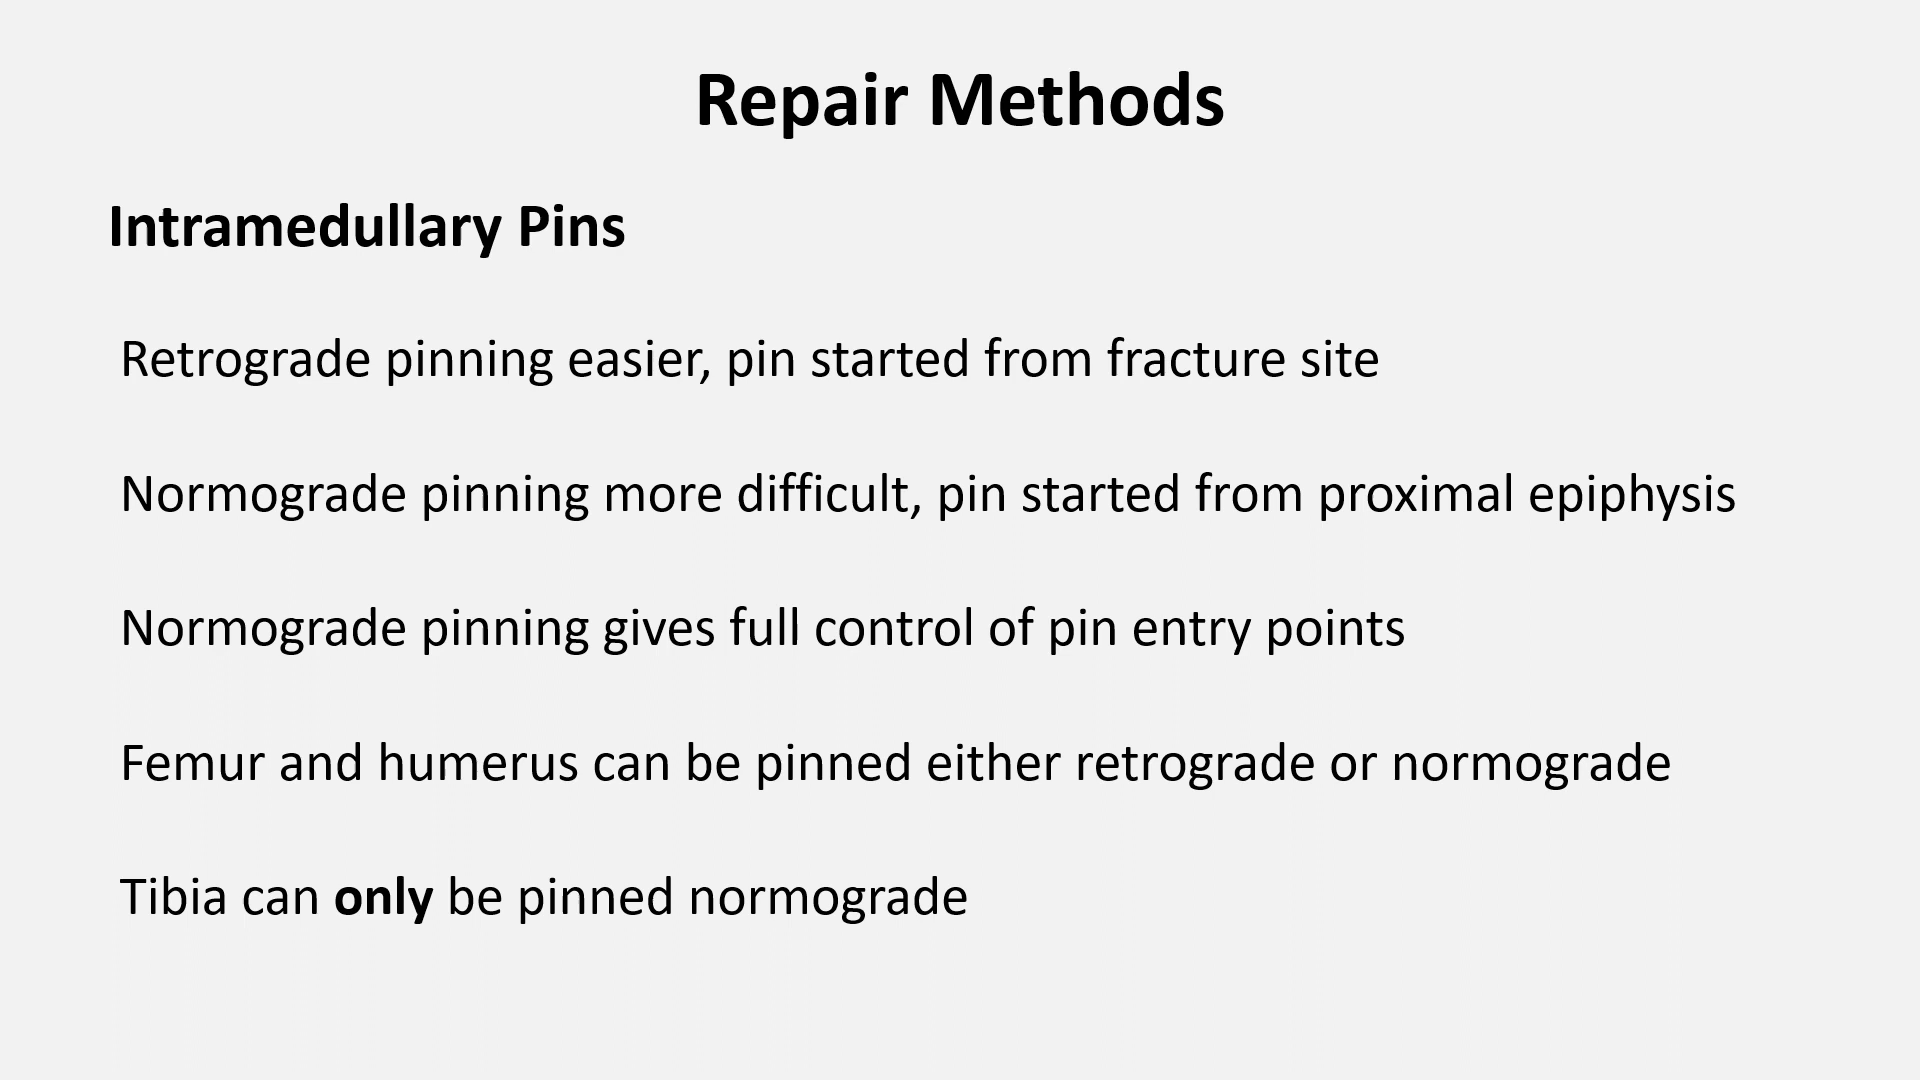 Repair Methods
Intramedullary Pins
Retrograde pinning easier, pin started from fracture site
Normograde pinning more difficult, pin started from proximal epiphysis
Normograde pinning gives full control of pin entry points
Femur and humerus can be pinned either retrograde or normograde
Tibia can only be pinned normograde